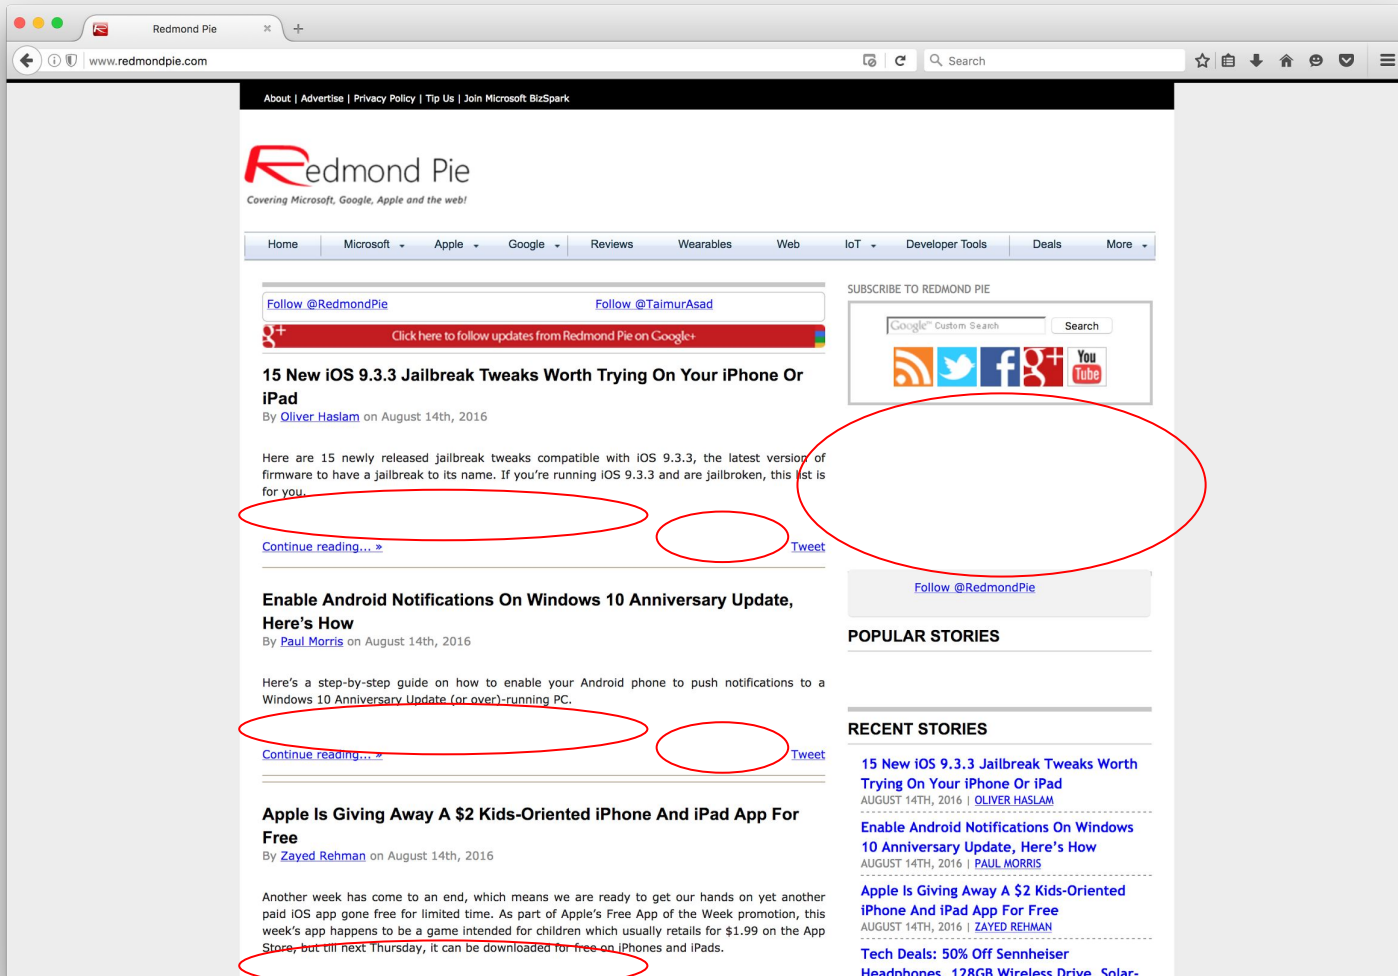 Redmond Pie
www.redmondpie.com
Search
About | Advertise | Privacy Policy | Tip Us | Join Microsoft BizSpark
Redmond Pie
Covering Microsoft, Google, Apple and the web!
Home Microsoft Apple Google Reviews Wearables Web IoT Developer Tools Deals More
Follow @RedmondPie Follow @TaimurAsad
g+ Click here to follow updates from Redmond Pie on Google+
15 New iOS 9.3.3 Jailbreak Tweaks Worth Trying On Your iPhone Or
iPad
By Oliver Haslam on August 14th, 2016
Here are 15 newly released jailbreak tweaks compatible with iOS 9.3.3, the latest version of
firmware to have a jailbreak to its name. If you’re running iOS 9.3.3 and are jailbroken, this list is
for you.
Continue reading... » Tweet
Enable Android Notifications On Windows 10 Anniversary Update,
Here’s How
By Paul Morris on August 14th, 2016
Here’s a step-by-step guide on how to enable your Android phone to push notifications to a
Windows 10 Anniversary Update (or over)-running PC.
Continue reading... » Tweet
Apple Is Giving Away A $2 Kids-Oriented iPhone And iPad App For
Free
By Zayed Rehman on August 14th, 2016
Another week has come to an end, which means we are ready to get our hands on yet another
paid iOS app gone free for limited time. As part of Apple’s Free App of the Week promotion, this
week’s app happens to be a game intended for children which usually retails for $1.99 on the App
Store, but till next Thursday, it can be downloaded for free on iPhones and iPads.
SUBSCRIBE TO REDMOND PIE
Google™ Custom Search Search
f g+ You
Tube
Follow @RedmondPie
POPULAR STORIES
RECENT STORIES
15 New iOS 9.3.3 Jailbreak Tweaks Worth
Trying On Your iPhone Or iPad
AUGUST 14TH, 2016 | OLIVER HASLAM
Enable Android Notifications On Windows
10 Anniversary Update, Here’s How
AUGUST 14TH, 2016 | PAUL MORRIS
Apple Is Giving Away A $2 Kids-Oriented
iPhone And iPad App For Free
AUGUST 14TH, 2016 | ZAYED REHMAN
Tech Deals: 50% Off Sennheiser
Headphones, 128GB Wireless Drive, Solar-